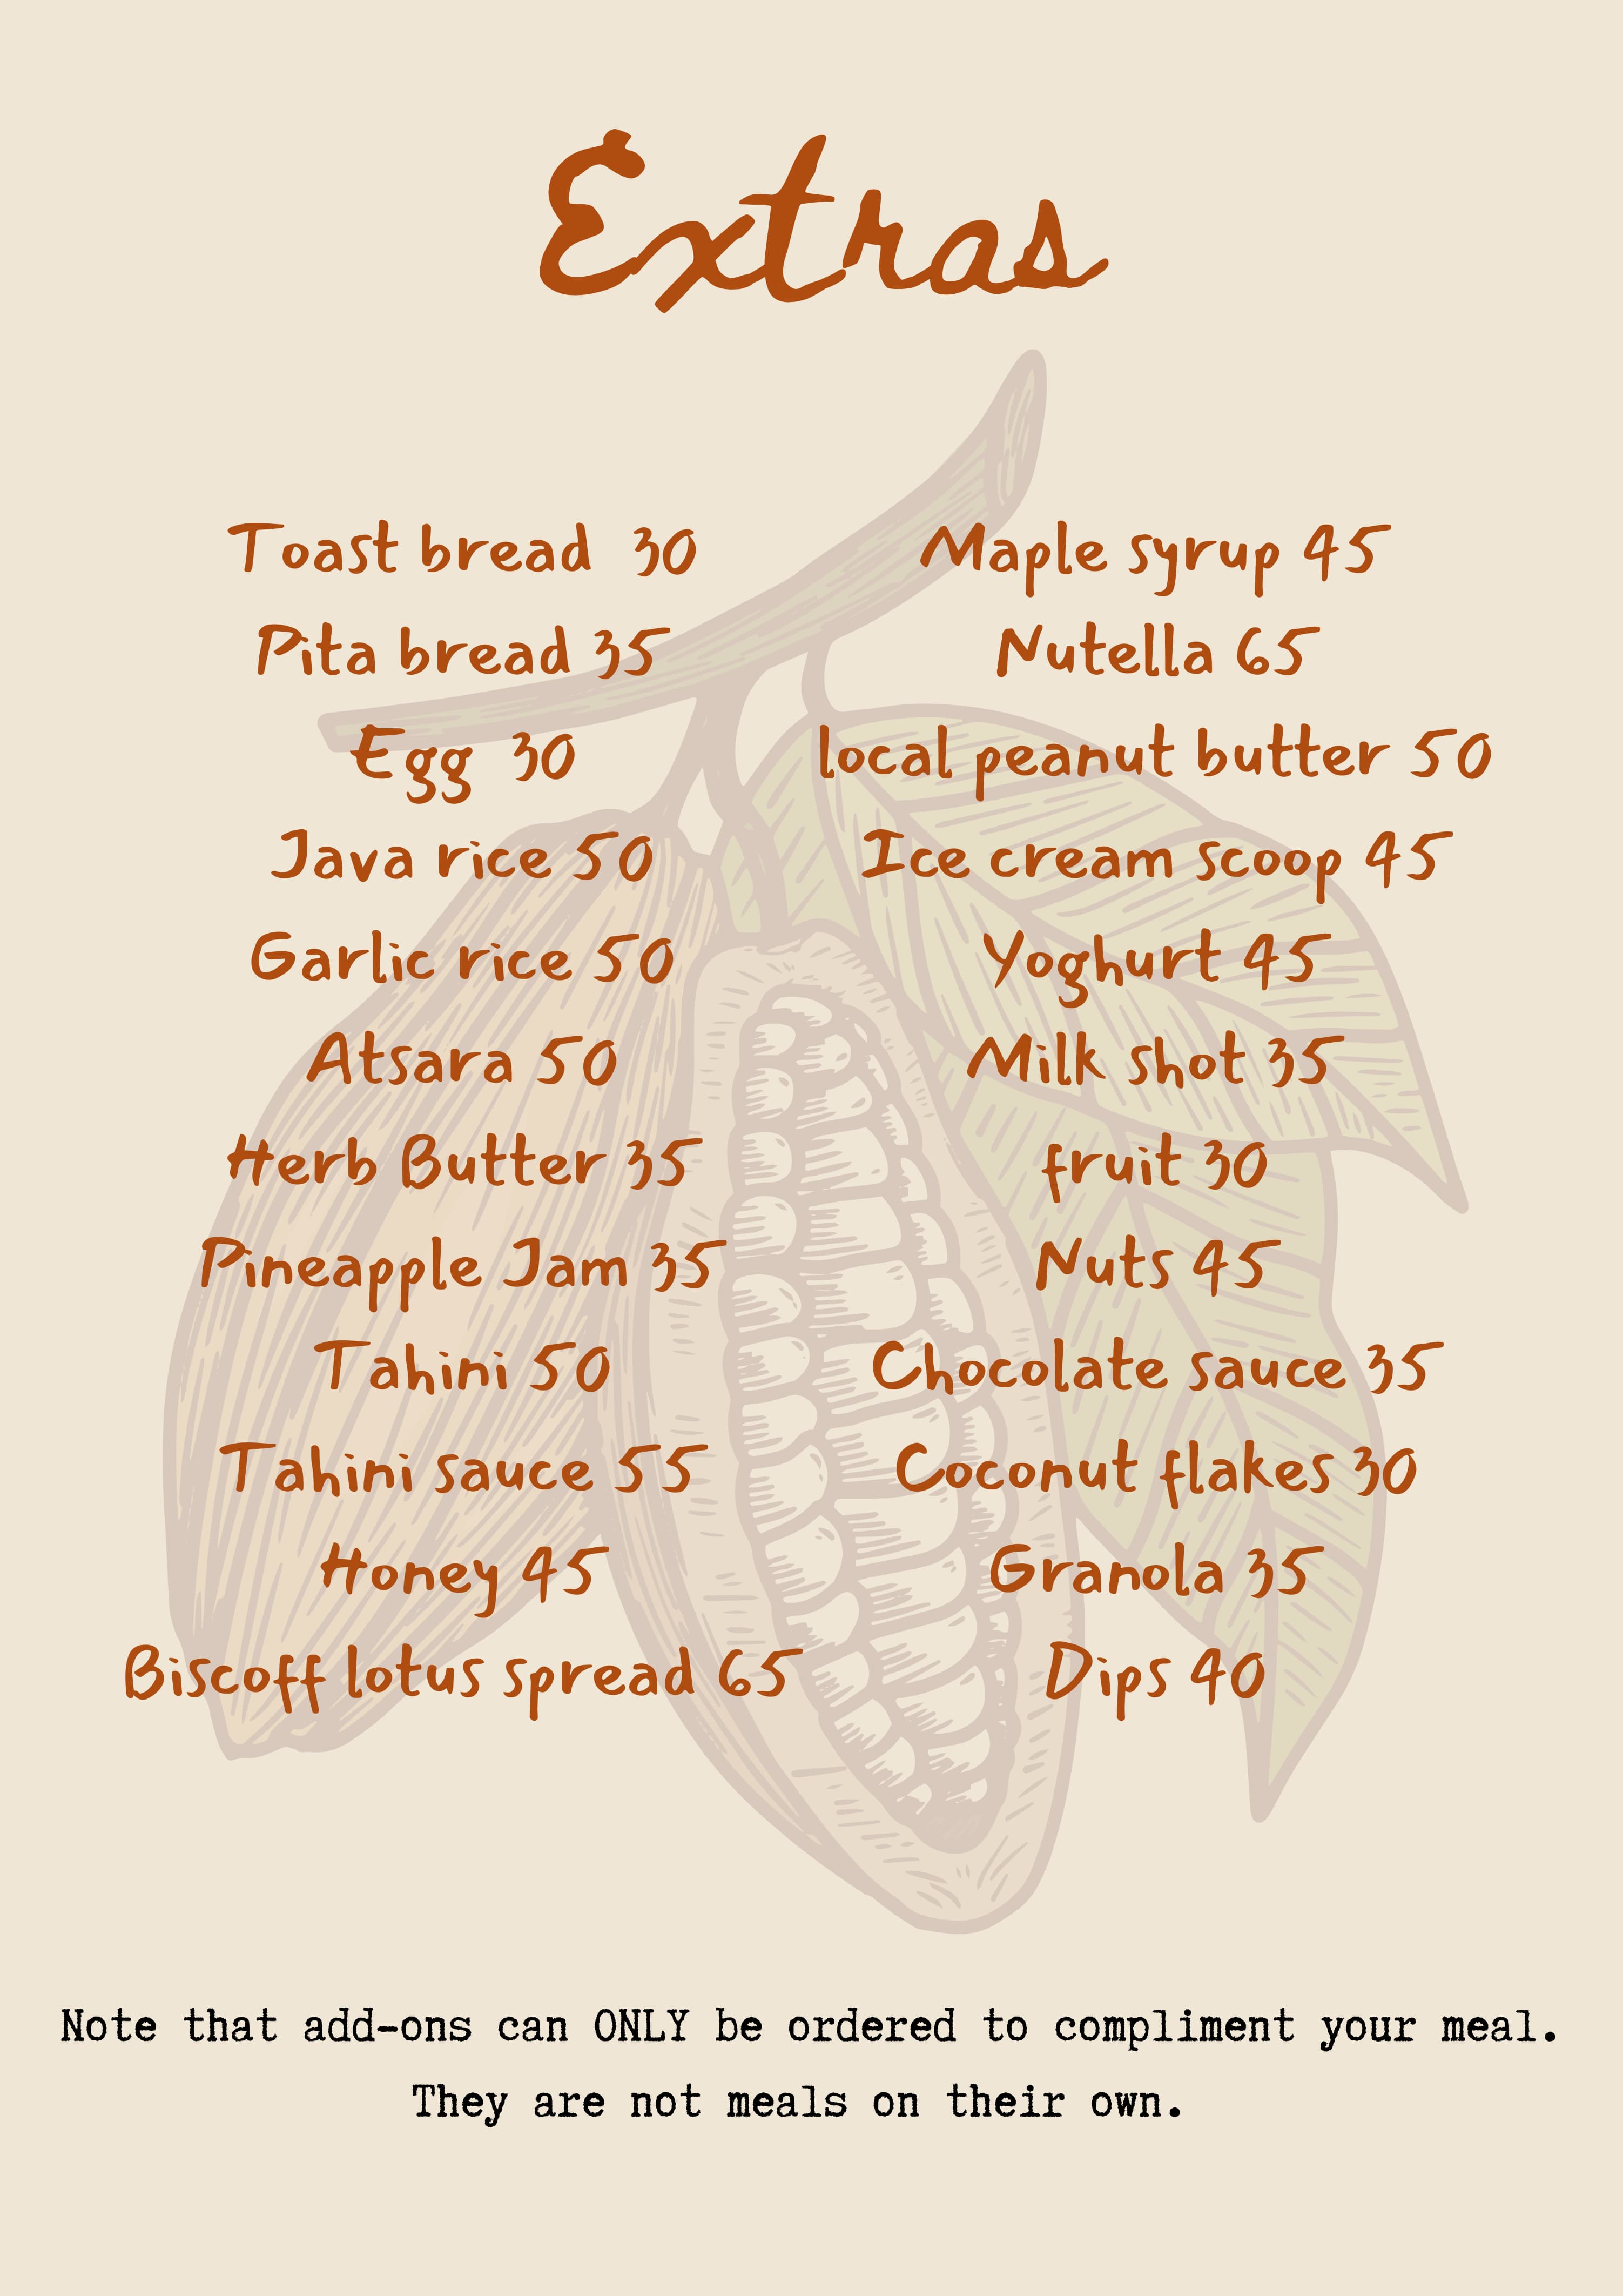 Extras
Toast bread 30
Pita bread 35
Egg 30
Java rice 50
Garlic rice 50
Atsara 50
Herb Butter 35
Pineapple Jam 35
Tahini 50
Tahini sauce 55
Honey 45
Biscoff lotus spread 65
Maple syrup 45
Nutella 65
local peanut butter 50
Ice cream scoop 45
Yoghurt 45
Milk shot 35
fruit 30
Nuts 45
Chocolate sauce 35
Coconut flakes 30
Granola 35
Dips 40
Note that add-ons can ONLY be ordered to compliment your meal.
They are not meals on their own.